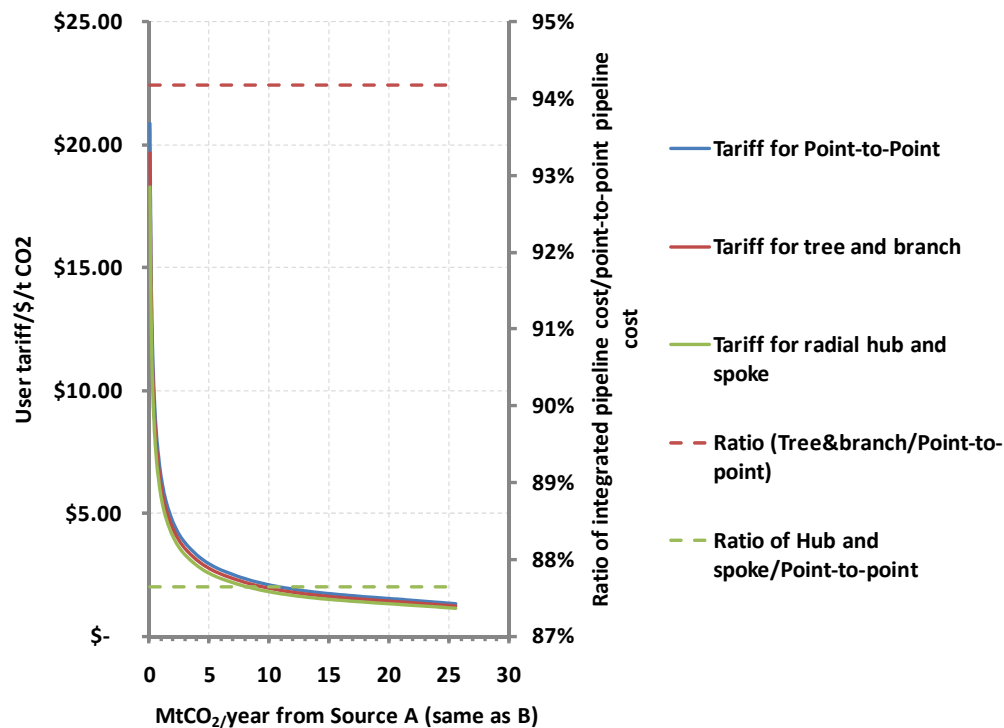 $25.00
$20.00
$15.00
$10.00
$5.00
$-
User tariff/$/t CO2
95%
94%
93%
92%
91%
90%
89%
88%
87%
Ratio of integrated pipeline cost/point-to-point pipeline
cost
0
5
10
15
20
25
30
MtCO₂/year from Source A (same as B)
Tariff for Point-to-Point
Tariff for tree and branch
Tariff for radial hub and
spoke
Ratio (Tree&branch/Point-to-
point)
Ratio of Hub and
spoke/Point-to-point